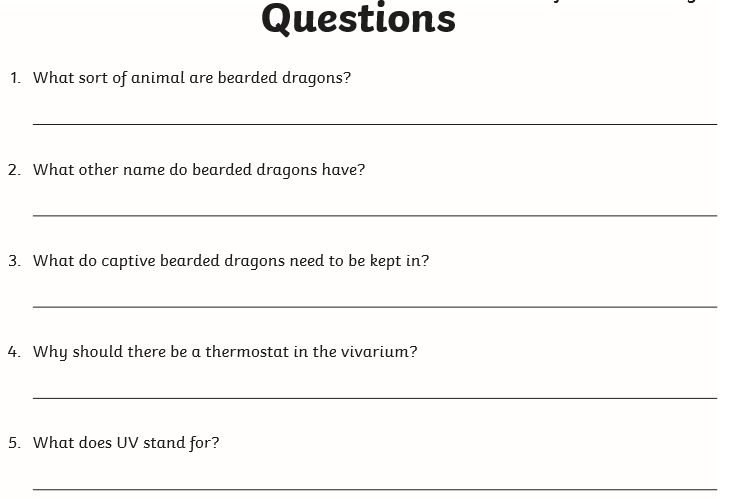 Questions
1. What sort of animal are bearded dragons?
2. What other name do bearded dragons have?
3. What do captive bearded dragons need to be kept in?
4. Why should there be a thermostat in the vivarium?
5. What does UV stand for?